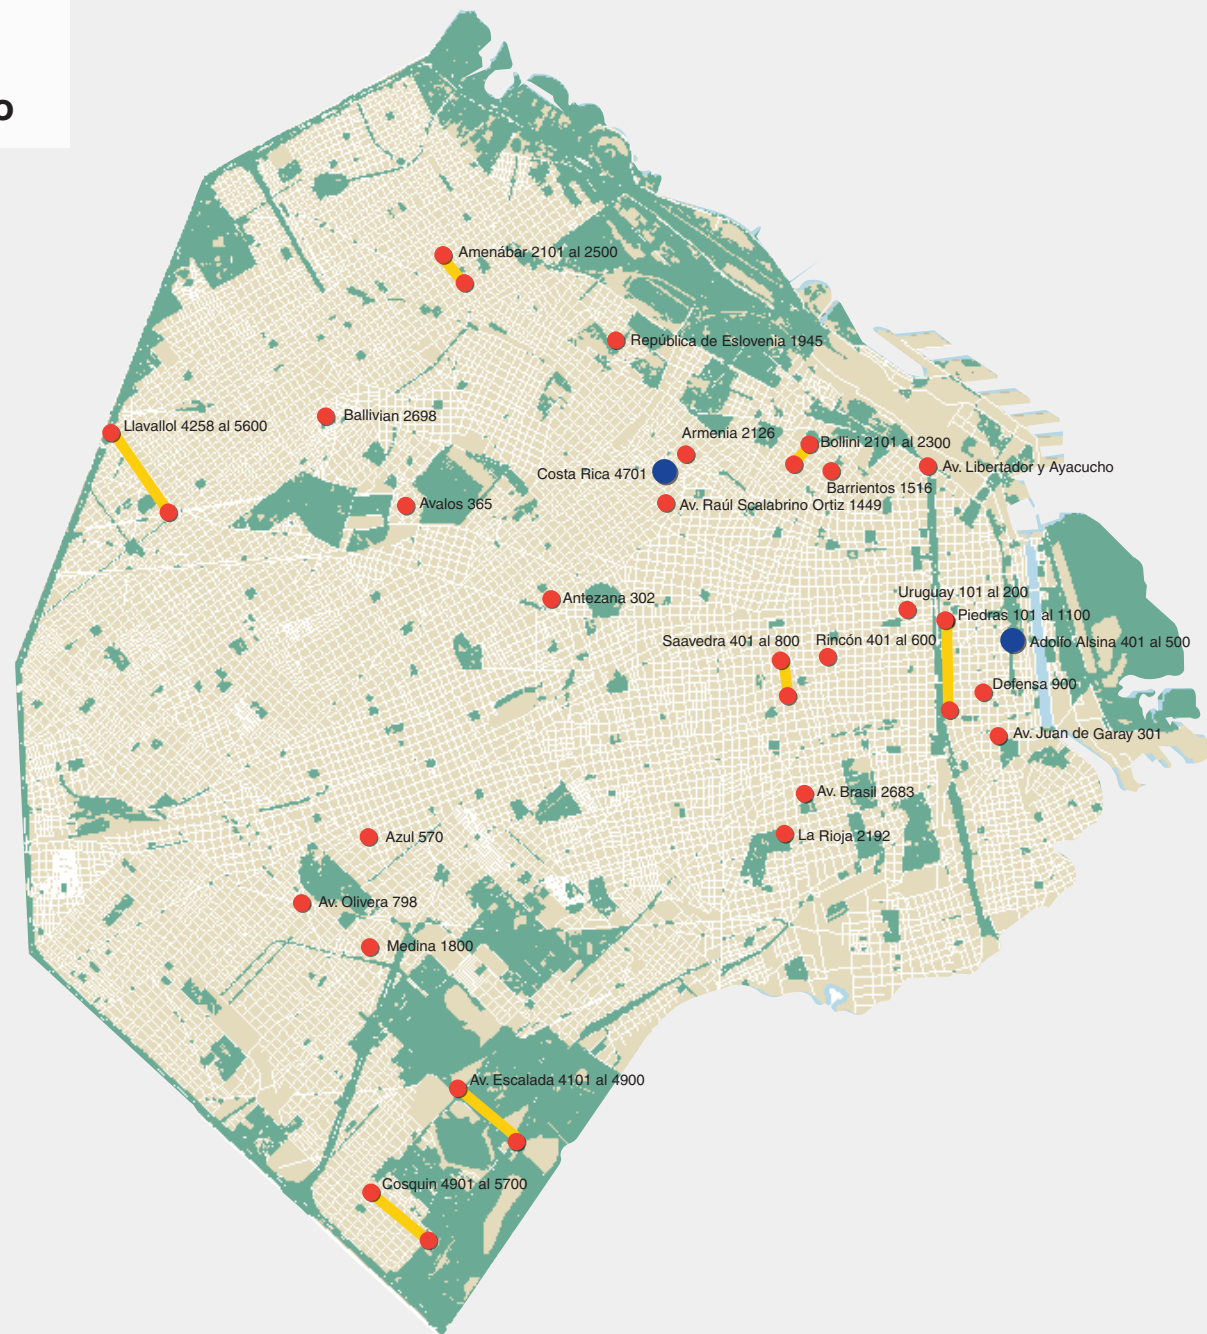 o
Amenábar 2101 al 2500
República de Eslovenia 1945
Ballivian 2698
Llavallol 4258 al 5600
Armenia 2126
Bollini 2101 al 2300
Costa Rica 4701
Av. Libertador y Ayacucho
Barrientos 1516
Avalos 365
Av. Raúl Scalabrino Ortiz 1449
Antezana 302
Uruguay 101 al 200
Piedras 101 al 1100
Saavedra 401 al 800
Rincón 401 al 600
Adolfo Alsina 401 al 500
Defensa 900
Av. Juan de Garay 301
Av. Brasil 2683
La Rioja 2192
Azul 570
Av. Olivera 798
Medina 1800
Av. Escalada 4101 al 4900
Cosquin 4901 al 5700